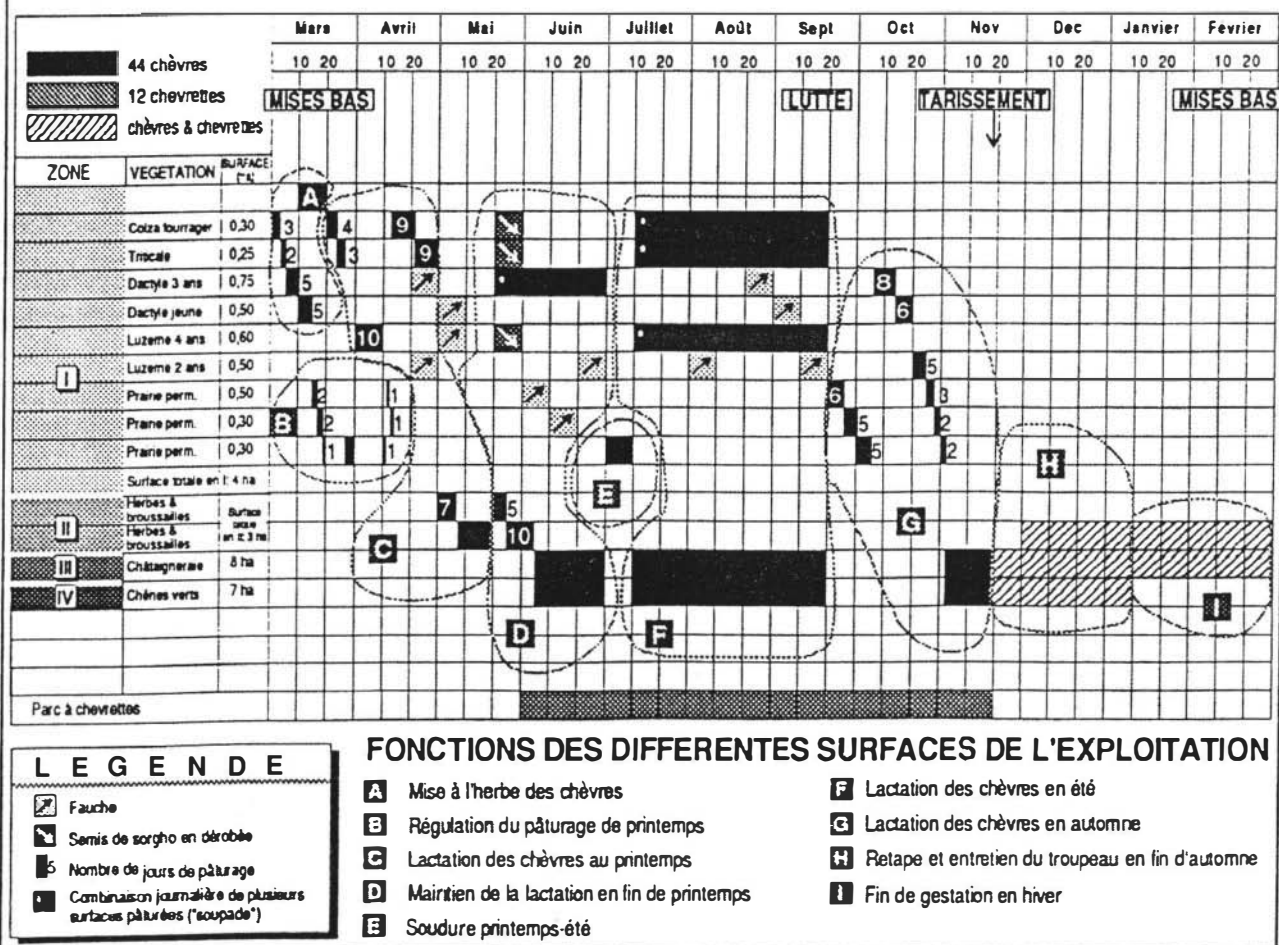 Mars Avril Mai Juin Juillet Août Sept Oct Nov Dec Janvier Février
10 20 10 20 10 20 10 20 10 20 10 20 10 20 10 20 10 20 10 20 10 20 10 20
44 chèvres
12 chevrettes
chèvres & chevrettes
MISES BAS LUTTE TARISSEMENT MISES BAS
ZONE VEGETATION SURFACE
A
Colza fourrager 0,30 3 4 9
0,25 2 3 9
Dactyle 3 ans 0,75 5 8
Dactyle jeune 0,50 5 6
Luzerne 4 ans 0,60 10
I Luzerne 2 ans 0,50 5
Prairie perm. 0,50 2 1 6 3
Prairie perm. 0,30 B 2 1 5 2
Prairie perm. 0,30 1 1 5 2
H
Surface totale en I: 4 ha
E
II Herbes & broussailles Surface 7 5
Herbes & broussailles en II: 3 ha 10 G
III Châtaigneraie 8 ha C
IV Chênes verts 7 ha I
D F
Parc à chevrettes
LEGENDE
Fauche
Semis de sorgho en dérobée
5 Nombre de jours de pâturage
Combinaison journalière de plusieurs
surfaces pâturées ("soupade")
FONCTIONS DES DIFFERENTES SURFACES DE L'EXPLOITATION
A Mise à l'herbe des chèvres
B Régulation du pâturage de printemps
C Lactation des chèvres au printemps
D Maintien de la lactation en fin de printemps
E Soudure printemps-été
F Lactation des chèvres en été
G Lactation des chèvres en automne
H Retape et entretien du troupeau en fin d'automne
I Fin de gestation en hiver